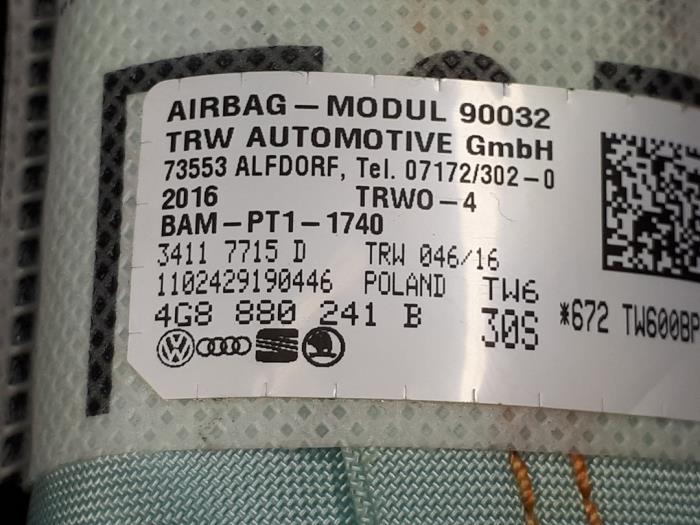 AIRBAG-MODUL 90032
TRW AUTOMOTIVE GmbH
73553 ALFDORF, Tel. 07172/302-0
2016 TRWO-4
BAM-PT1-1740
3411 7715 D TRW 046/16
1102429190446 POLAND TW6
4G8 880 241 B 30S *672 TW600BP